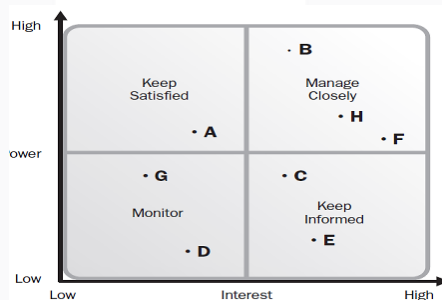 High
B
Keep
Satisfied
Manage
Closely
H
A
F
ower
G
C
Monitor
Keep
Informed
E
D
Low
Low
Interest
High